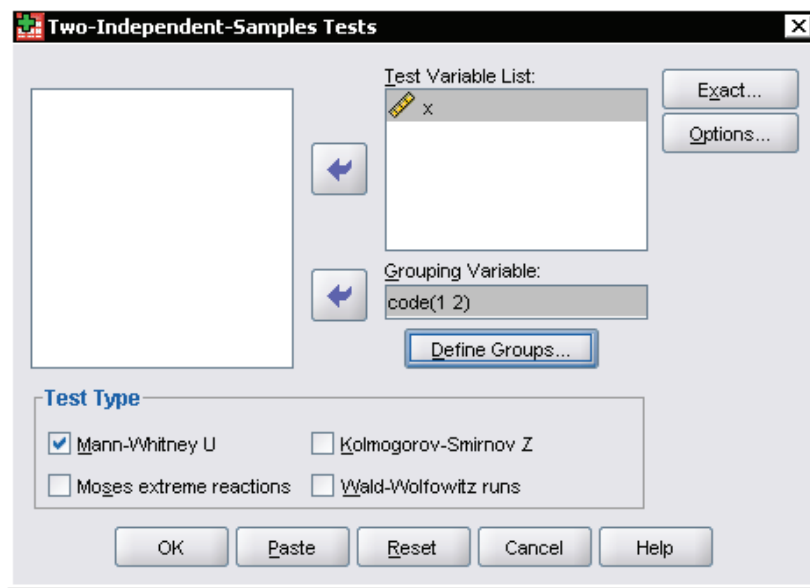 Two-Independent-Samples Tests
Test Variable List:
x
Exact...
Options...
Grouping Variable:
code(1 2)
Define Groups...
Test Type
Mann-Whitney U
Kolmogorov-Smirnov Z
Moses extreme reactions
Wald-Wolfowitz runs
OK
Paste
Reset
Cancel
Help